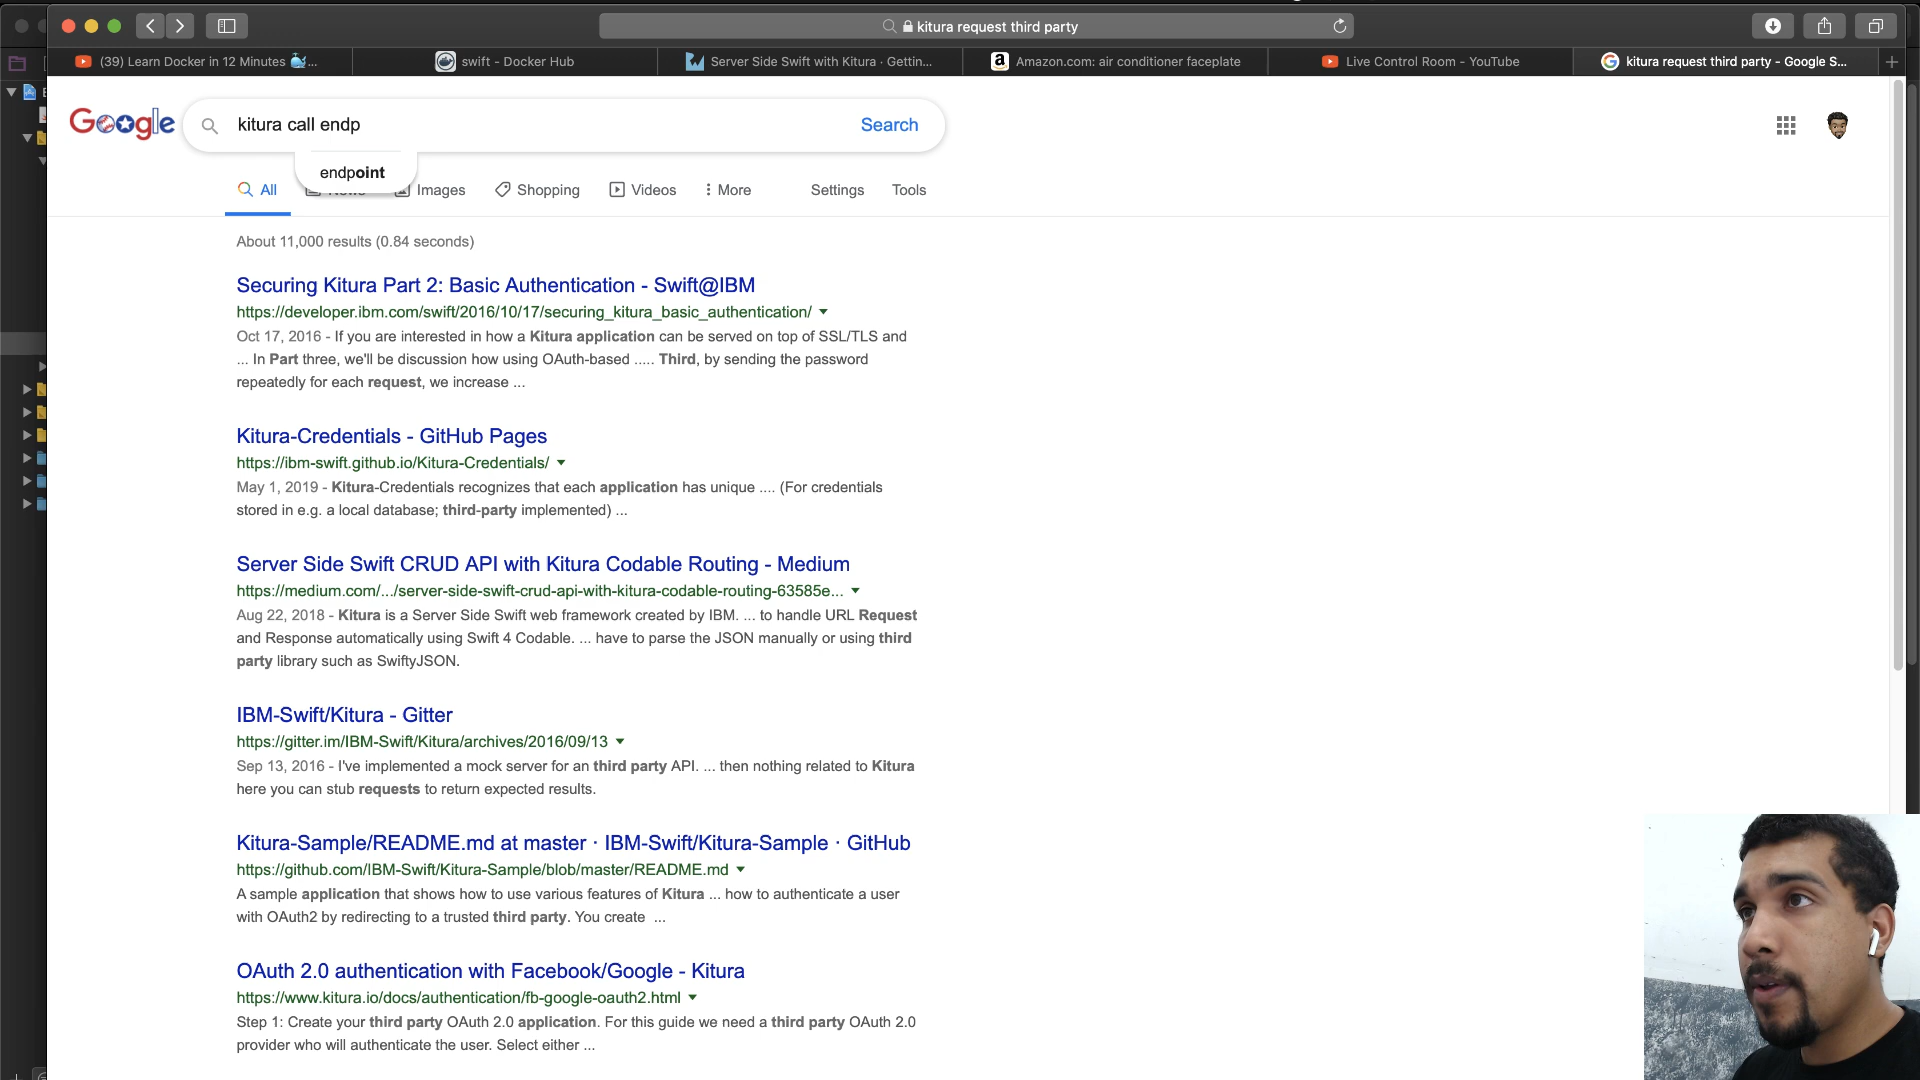 kitura request third party
(39) Learn Docker in 12 Minutes 🐳...
swift - Docker Hub
Server Side Swift with Kitura · Gettin...
Amazon.com: air conditioner faceplate
Live Control Room - YouTube
kitura request third party - Google S...
Google
kitura call endp
Search
endpoint
All
Images
Shopping
Videos
More
Settings
Tools
About 11,000 results (0.84 seconds)
Securing Kitura Part 2: Basic Authentication - Swift@IBM
https://developer.ibm.com/swift/2016/10/17/securing_kitura_basic_authentication/
Oct 17, 2016 - If you are interested in how a Kitura application can be served on top of SSL/TLS and
... In Part three, we'll be discussion how using OAuth-based ..... Third, by sending the password
repeatedly for each request, we increase ...
Kitura-Credentials - GitHub Pages
https://ibm-swift.github.io/Kitura-Credentials/
May 1, 2019 - Kitura-Credentials recognizes that each application has unique .... (For credentials
stored in e.g. a local database; third-party implemented) ...
Server Side Swift CRUD API with Kitura Codable Routing - Medium
https://medium.com/.../server-side-swift-crud-api-with-kitura-codable-routing-63585e...
Aug 22, 2018 - Kitura is a Server Side Swift web framework created by IBM. ... to handle URL Request
and Response automatically using Swift 4 Codable. ... have to parse the JSON manually or using third
party library such as SwiftyJSON.
IBM-Swift/Kitura - Gitter
https://gitter.im/IBM-Swift/Kitura/archives/2016/09/13
Sep 13, 2016 - I've implemented a mock server for an third party API. ... then nothing related to Kitura
here you can stub requests to return expected results.
Kitura-Sample/README.md at master · IBM-Swift/Kitura-Sample · GitHub
https://github.com/IBM-Swift/Kitura-Sample/blob/master/README.md
A sample application that shows how to use various features of Kitura ... how to authenticate a user
with OAuth2 by redirecting to a trusted third party. You create ...
OAuth 2.0 authentication with Facebook/Google - Kitura
https://www.kitura.io/docs/authentication/fb-google-oauth2.html
Step 1: Create your third party OAuth 2.0 application. For this guide we need a third party OAuth 2.0
provider who will authenticate the user. Select either ...